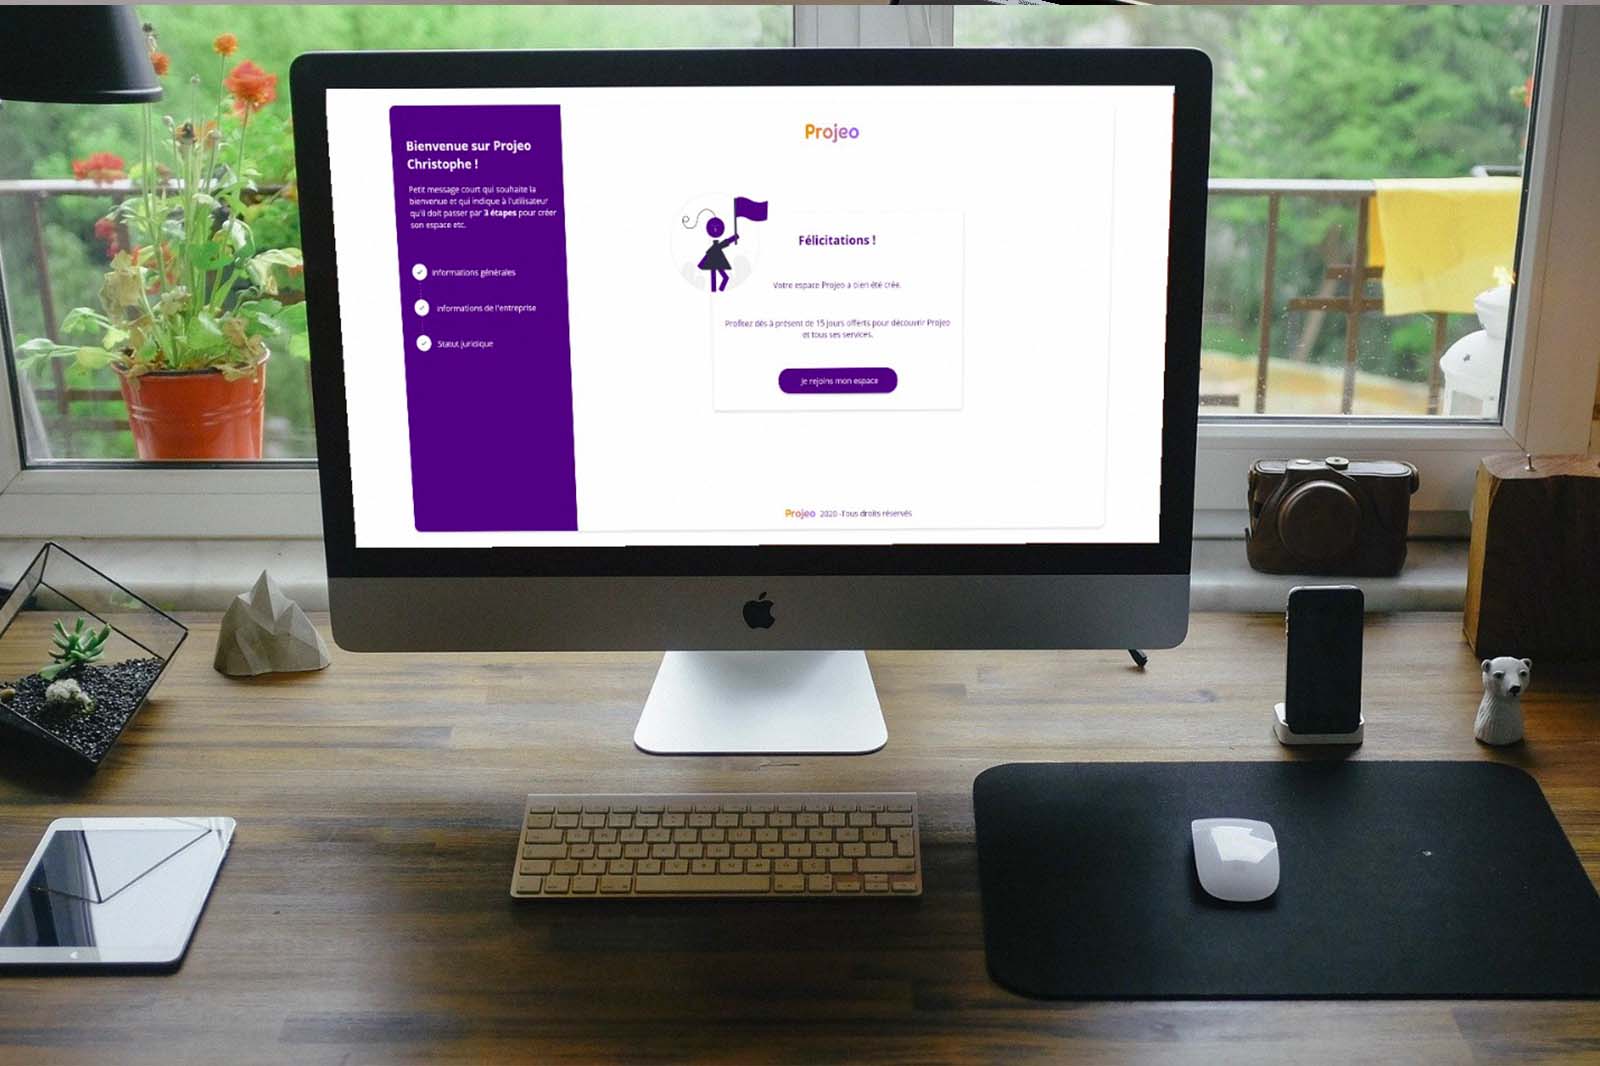 Bienvenue sur Projeo
Christophe !
Petit message court qui souhaite la
bienvenue et qui indique à l'utilisateur
qu'il doit passer par 3 étapes pour créer
son espace etc.
Informations générales
informations de l'entreprise
Statut juridique
Projeo
Félicitations !
Votre espace Projeo a bien été crée.
Profitez dès à présent de 15 jours offerts pour découvrir Projeo
et tous ses services.
Je rejoins mon espace
Projeo 2020 -Tous droits réservés